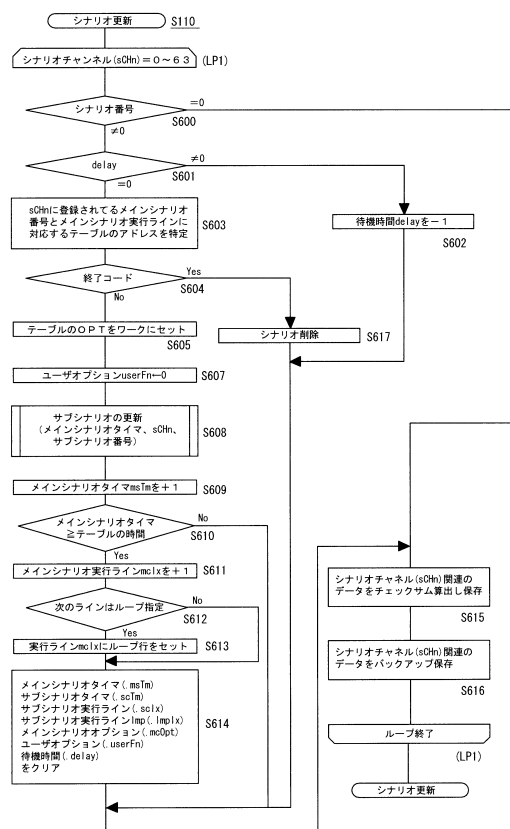 シナリオ更新
S110
シナリオチャンネル(sCHn)=0~63
(LP1)
シナリオ番号
=0
S600
≠0
delay
≠0
S601
=0
sCHnに登録されてるメインシナリオ
番号とメインシナリオ実行ラインに
対応するテーブルのアドレスを特定
S603
待機時間delayを-1
S602
終了コード
Yes
S604
No
テーブルのOPTをワークにセット
S605
シナリオ削除
S617
ユーザオプションuserFn←0
S607
サブシナリオの更新
(メインシナリオタイマ、sCHn、
サブシナリオ番号)
S608
メインシナリオタイマmsTmを+1
S609
メインシナリオタイマ
≧テーブルの時間
No
S610
Yes
メインシナリオ実行ラインmcIxを+1
S611
次のラインはループ指定
No
S612
Yes
実行ラインmcIxにループ行をセット
S613
メインシナリオタイマ(.msTm)
サブシナリオタイマ(.scTm)
サブシナリオ実行ライン(.scIx)
サブシナリオ実行ラインlmp(.lmpIx)
メインシナリオオプション(.mcOpt)
ユーザオプション(.userFn)
待機時間(.delay)
をクリア
S614
シナリオチャネル(sCHn)関連の
データをチェックサム算出し保存
S615
シナリオチャネル(sCHn)関連の
データをバックアップ保存
S616
ループ終了
(LP1)
シナリオ更新